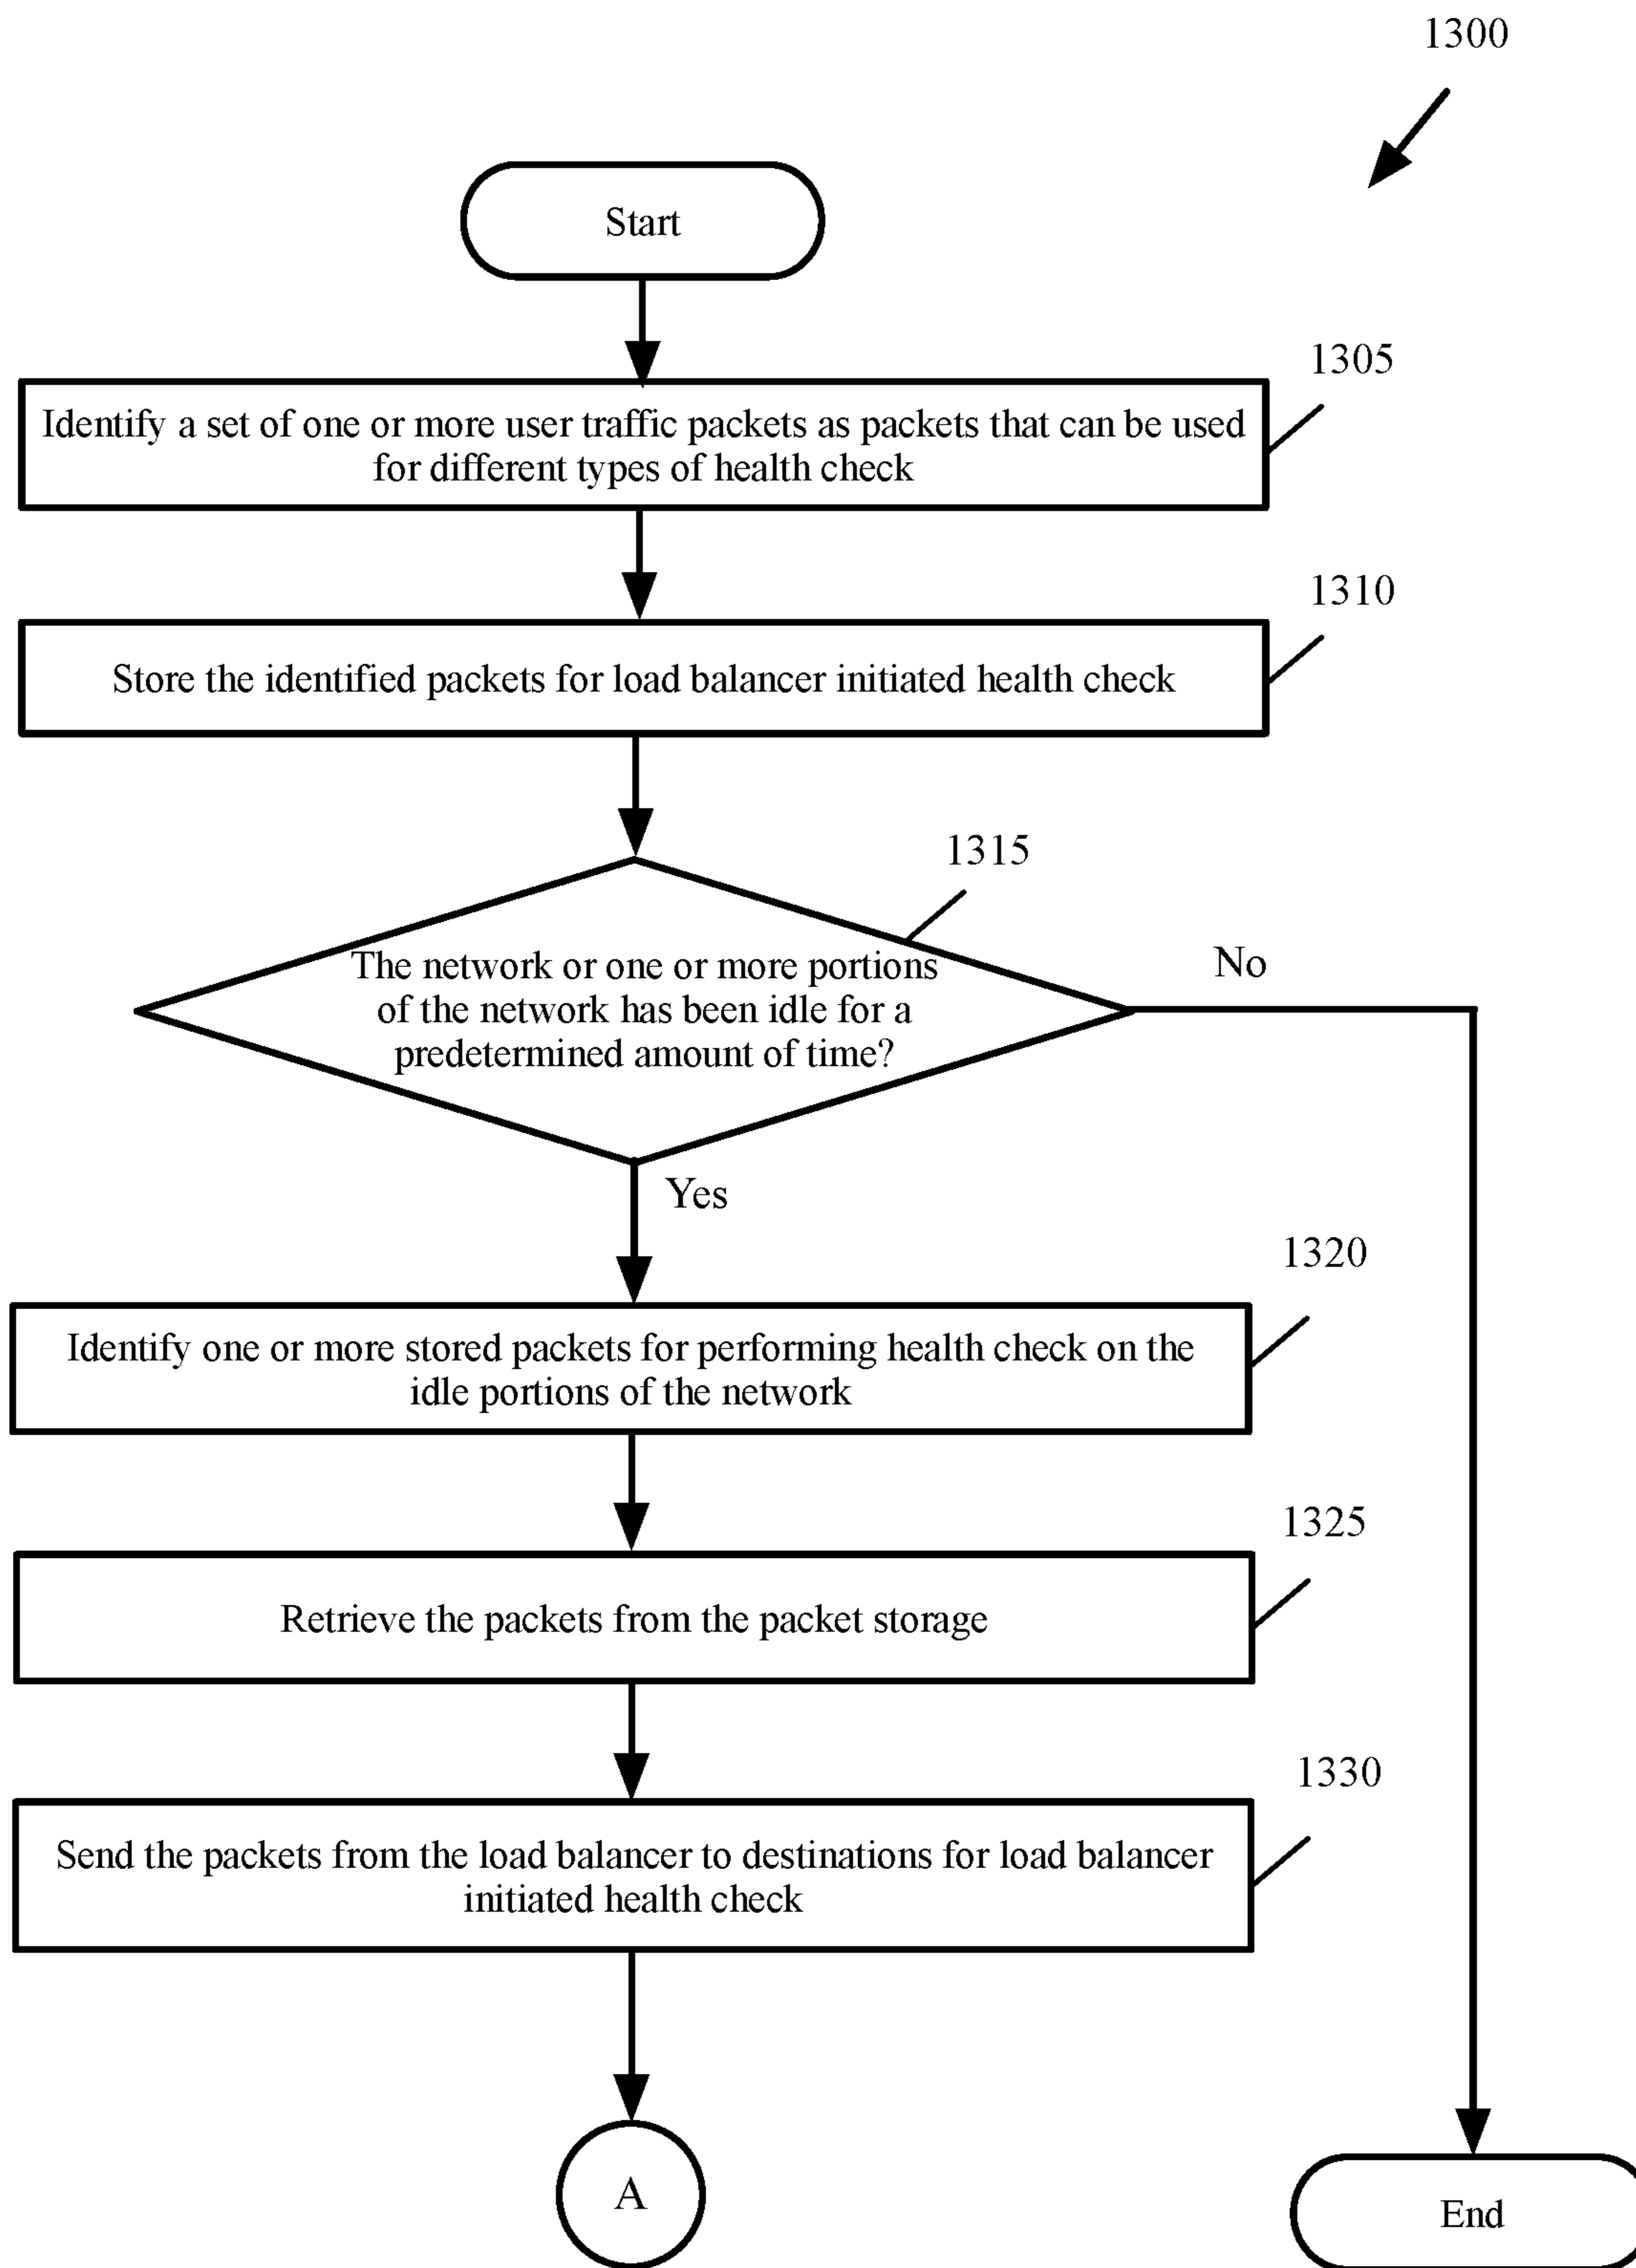 1300
Start
1305
Identify a set of one or more user traffic packets as packets that can be used
for different types of health check
1310
Store the identified packets for load balancer initiated health check
1315
The network or one or more portions
of the network has been idle for a
predetermined amount of time?
No
Yes
1320
Identify one or more stored packets for performing health check on the
idle portions of the network
1325
Retrieve the packets from the packet storage
1330
Send the packets from the load balancer to destinations for load balancer
initiated health check
A
End